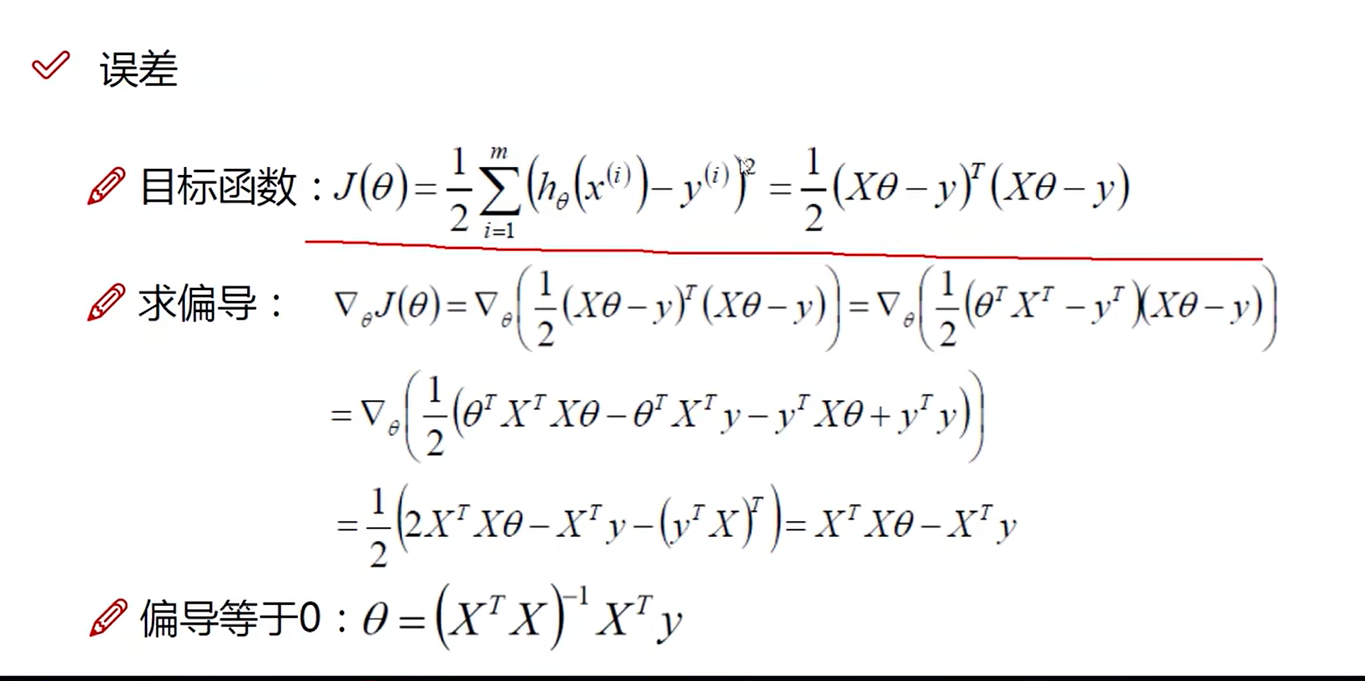 误差
目标函数：J(θ) = 1/2 ∑_{i=1}^{m} (h_θ(x^{(i)}) − y^{(i)})^2 = 1/2 (Xθ − y)^T (Xθ − y)
求偏导： ∇_θ J(θ) = ∇_θ (1/2 (Xθ − y)^T (Xθ − y)) = ∇_θ (1/2 (θ^T X^T − y^T)(Xθ − y))
= ∇_θ (1/2 (θ^T X^T Xθ − θ^T X^T y − y^T Xθ + y^T y))
= 1/2 (2X^T Xθ − X^T y − (y^T X)^T) = X^T Xθ − X^T y
偏导等于0：θ = (X^T X)^{−1} X^T y